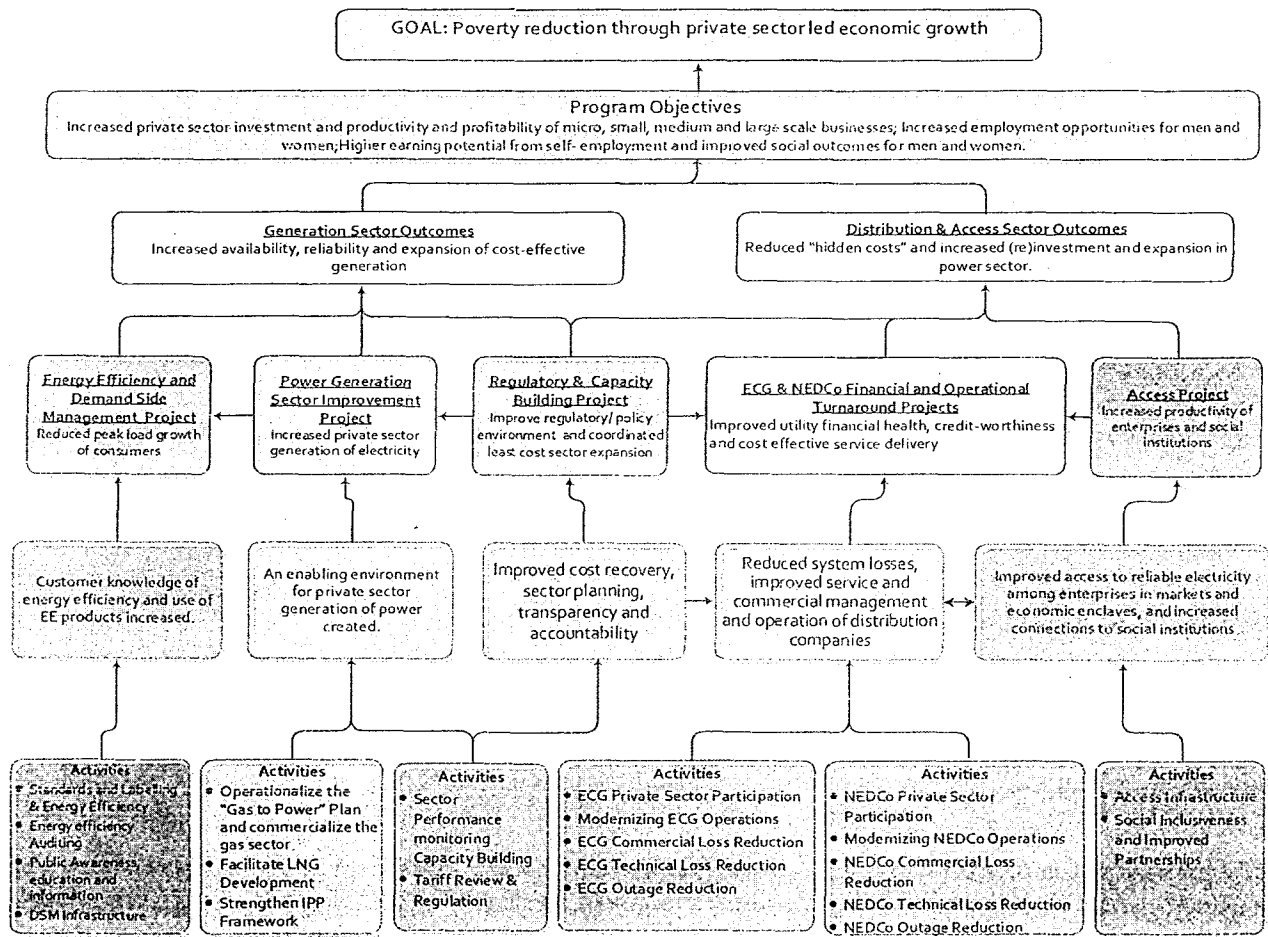 GOAL: Poverty reduction through private sector led economic growth
Program Objectives
Increased private sector investment and productivity and profitability of micro, small, medium and large scale businesses; Increased employment opportunities for men and
women;Higher earning potential from self- employment and improved social outcomes for men and women.
Generation Sector Outcomes
Increased availability, reliability and expansion of cost-effective
generation
Distribution & Access Sector Outcomes
Reduced "hidden costs" and increased (re)investment and expansion in
power sector.
Energy Efficiency and
Demand Side
Management Project
Reduced peak load growth
of consumers
Power Generation
Sector Improvement
Project
Increased private sector
generation of electricity
Regulatory & Capacity
Building Project
Improve regulatory/ policy
environment and coordinated
least cost sector expansion
ECG & NEDCo Financial and Operational
Turnaround Projects
Improved utility financial health, credit-worthiness
and cost effective service delivery
Access Project
Increased productivity of
enterprises and social
institutions
Customer knowledge of
energy efficiency and use of
EE products increased.
An enabling environment
for private sector
generation of power
created.
Improved cost recovery,
sector planning,
transparency and
accountability
Reduced system losses,
improved service and
commercial management
and operation of distribution
companies
Improved access to reliable electricity
among enterprises in markets and
economic enclaves, and increased
connections to social institutions
Activities
• Standards and Labeling
& Energy Efficiency
• Energy efficiency
Auditing
• Public Awareness,
education and
information
• DSM Infrastructure
Activities
• Operationalize the
"Gas to Power" Plan
and commercialize the
gas sector
• Facilitate LNG
Development
• Strengthen IPP
Framework
Activities
• Sector
Performance
monitoring
Capacity Building
• Tariff Review &
Regulation
Activities
• ECG Private Sector Participation
• Modernizing ECG Operations
• ECG Commercial Loss Reduction
• ECG Technical Loss Reduction
• ECG Outage Reduction
Activities
• NEDCo Private Sector
Participation
• Modernizing NEDCo Operations
• NEDCo Commercial Loss
Reduction
• NEDCo Technical Loss Reduction
• NEDCo Outage Reduction
Activities
• Access Infrastructure
• Social Inclusiveness
and Improved
Partnerships